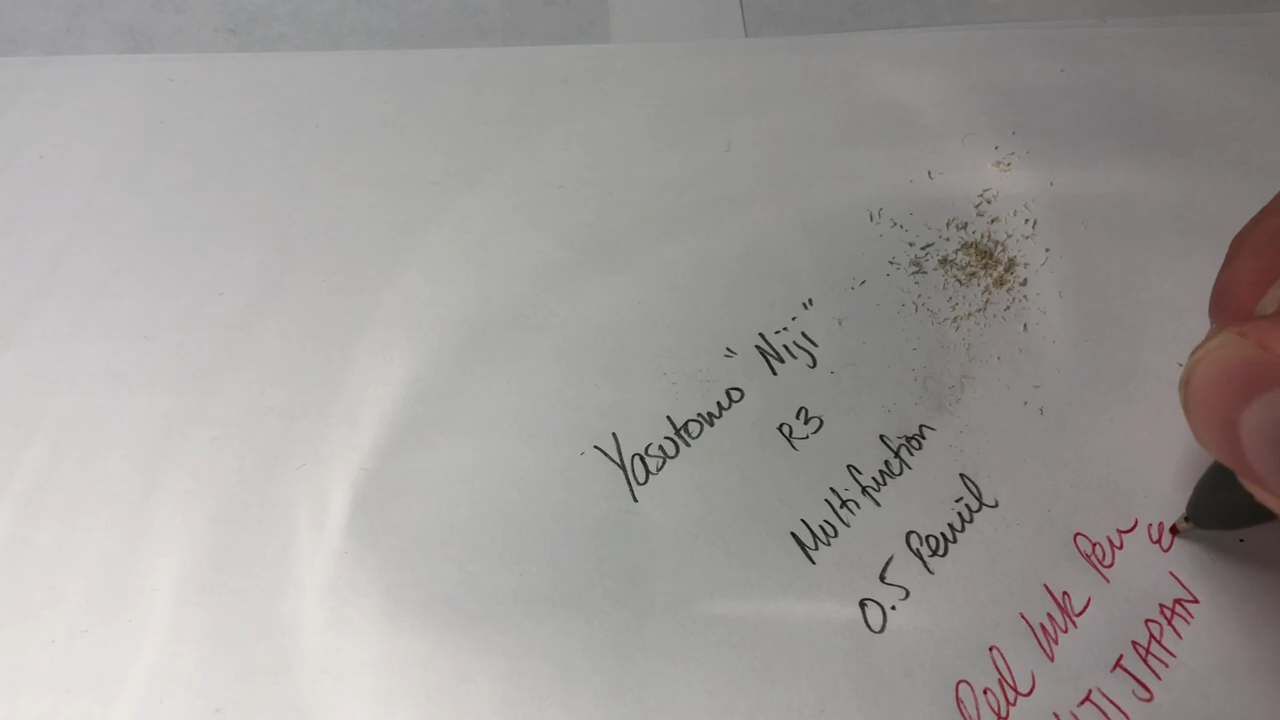 Yasutomo "Niji"
R3
Multifunction
0.5 Pencil
Red Ink Pen
JAPAN